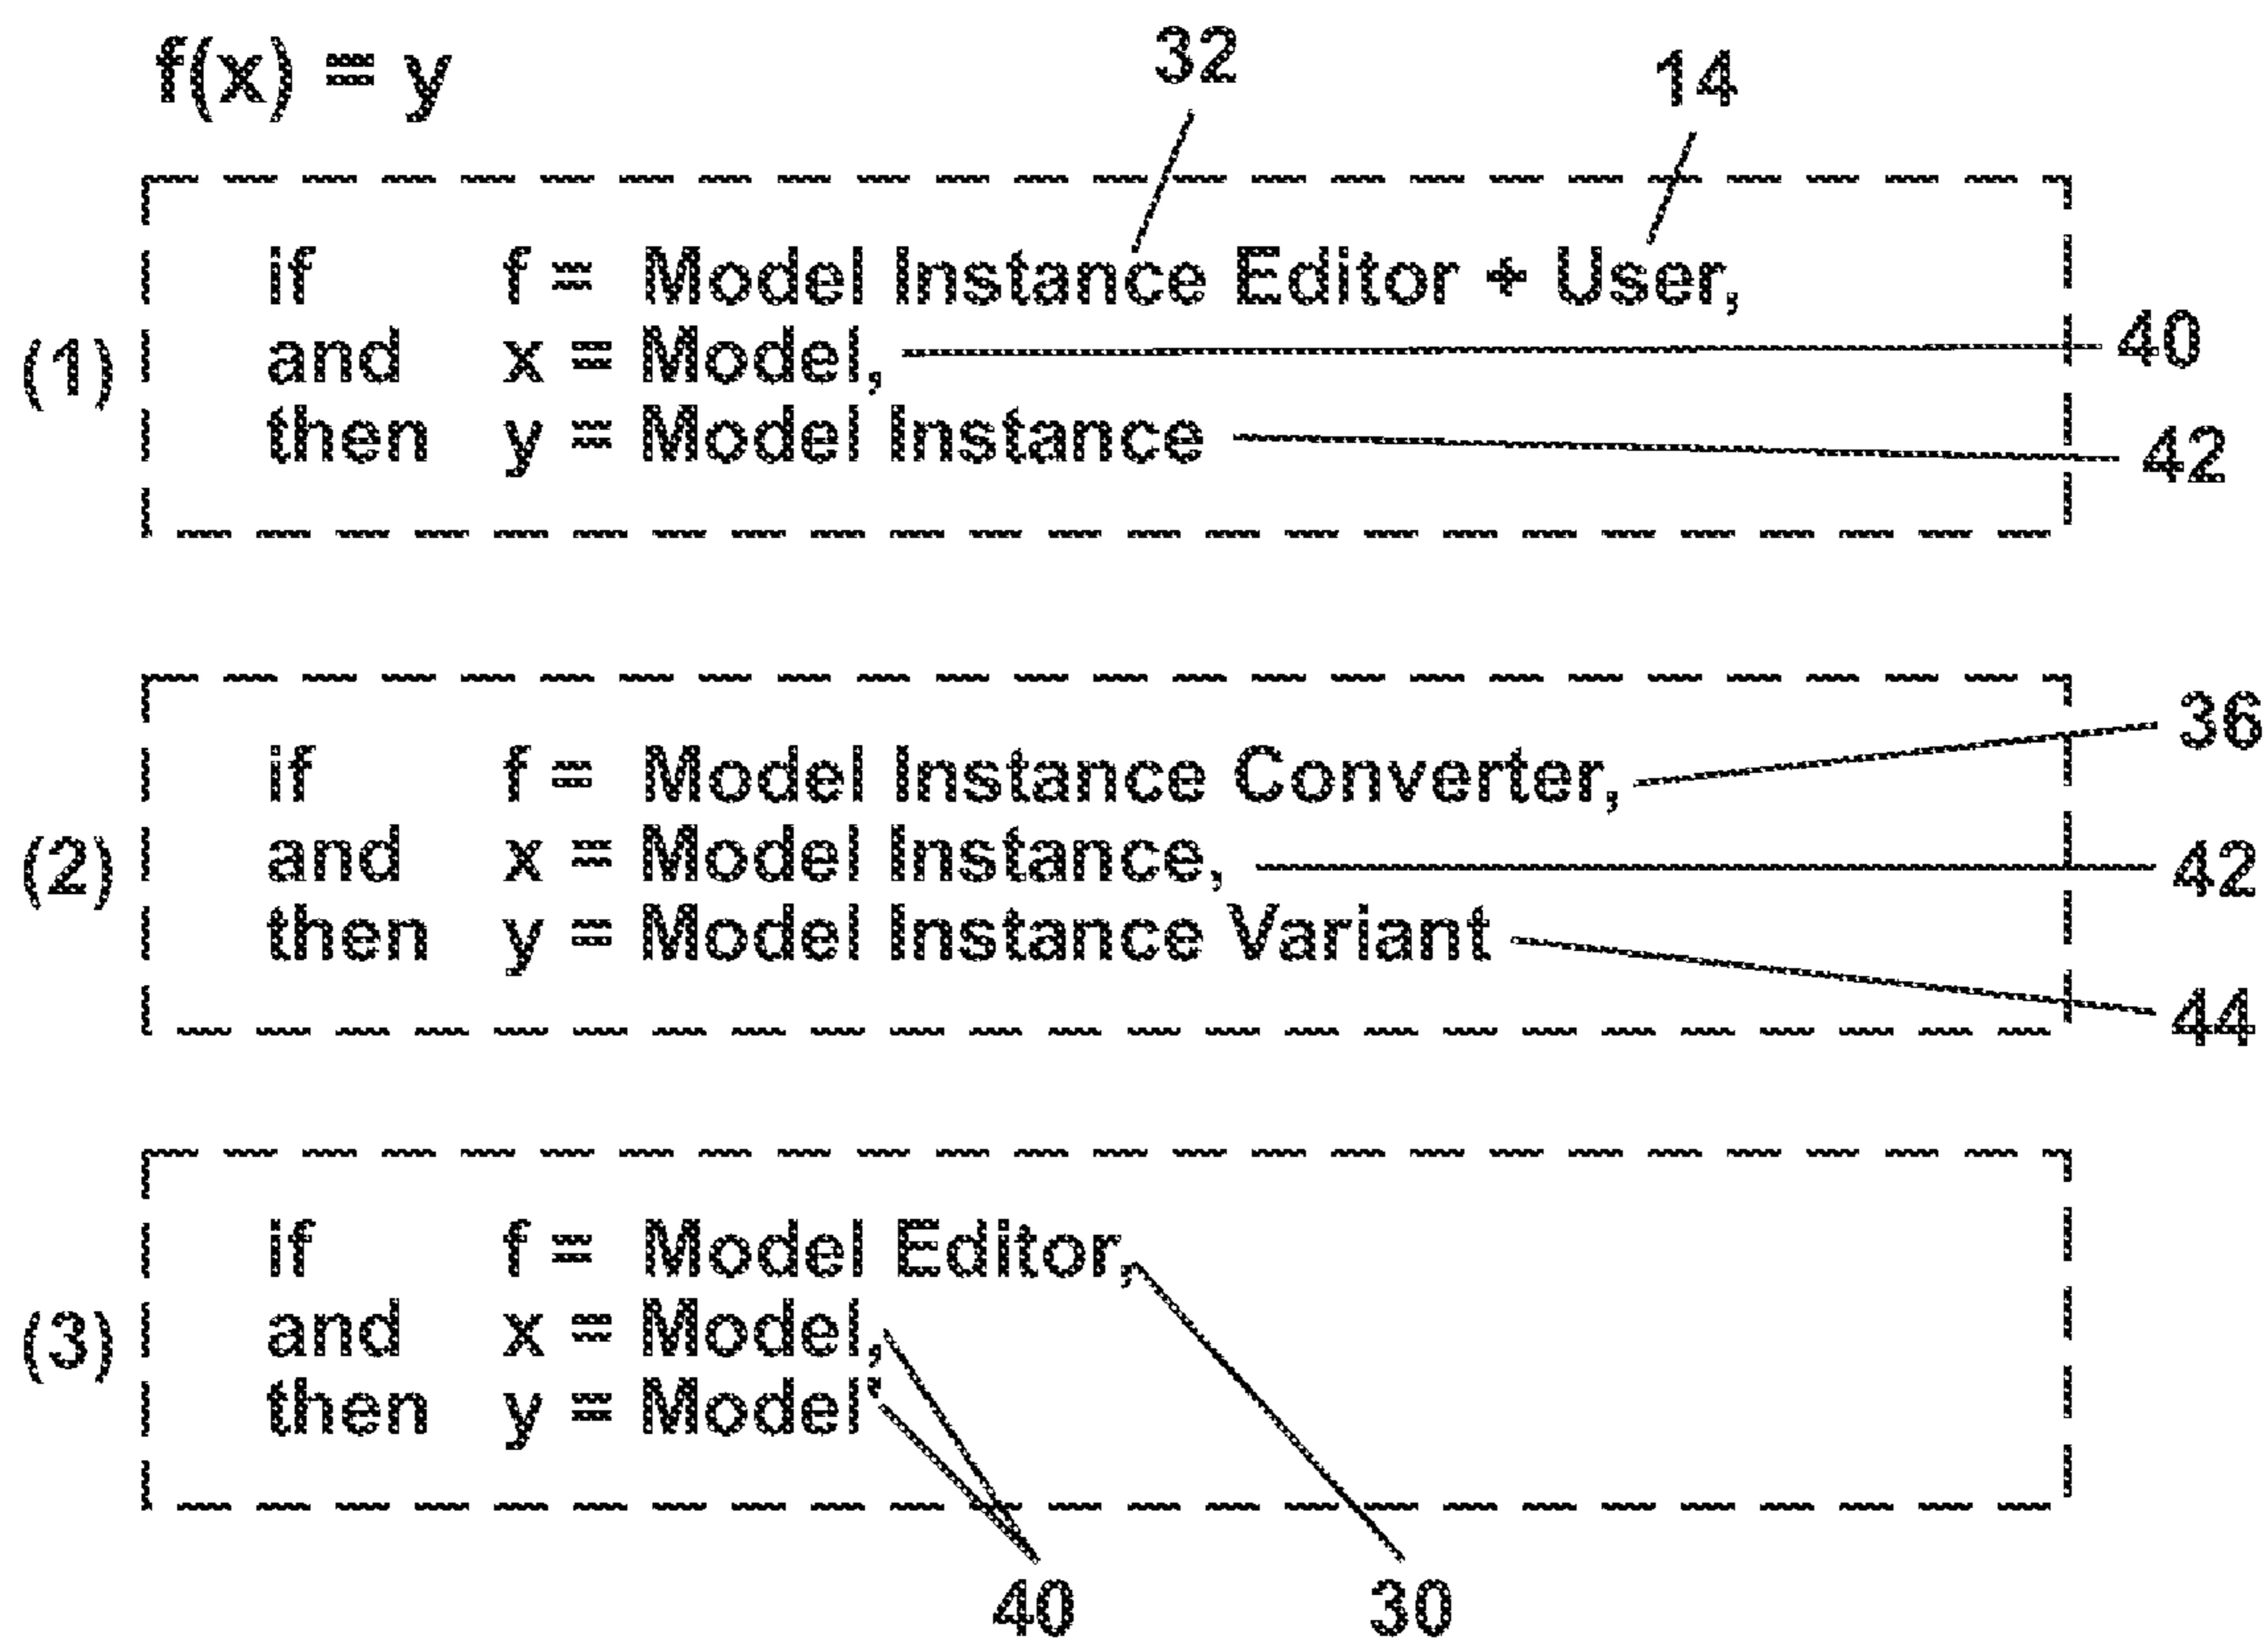 f(x) = y
32
14
if f = Model Instance Editor + User,
(1) and x = Model, 40
then y = Model Instance 42
if f = Model Instance Converter, 36
(2) and x = Model Instance, 42
then y = Model Instance Variant 44
if f = Model Editor,
(3) and x = Model,
then y = Model'
40 30